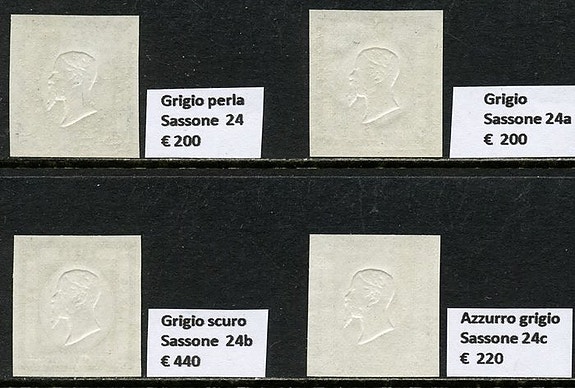 Grigio perla
Sassone 24
€ 200
Grigio
Sassone 24a
€ 200
Grigio scuro
Sassone 24b
€ 440
Azzurro grigio
Sassone 24c
€ 220